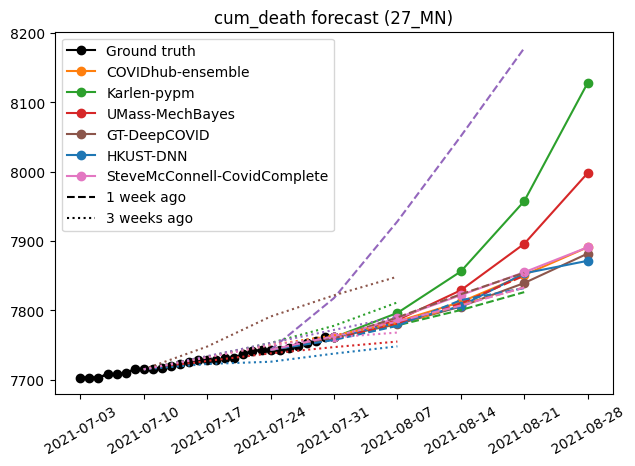 cum_death forecast (27_MN)
8200
8100
8000
7900
7800
7700
Ground truth
COVIDhub-ensemble
Karlen-pypm
UMass-MechBayes
GT-DeepCOVID
HKUST-DNN
SteveMcConnell-CovidComplete
1 week ago
3 weeks ago
2021-07-03
2021-07-10
2021-07-17
2021-07-24
2021-07-31
2021-08-07
2021-08-14
2021-08-21
2021-08-28